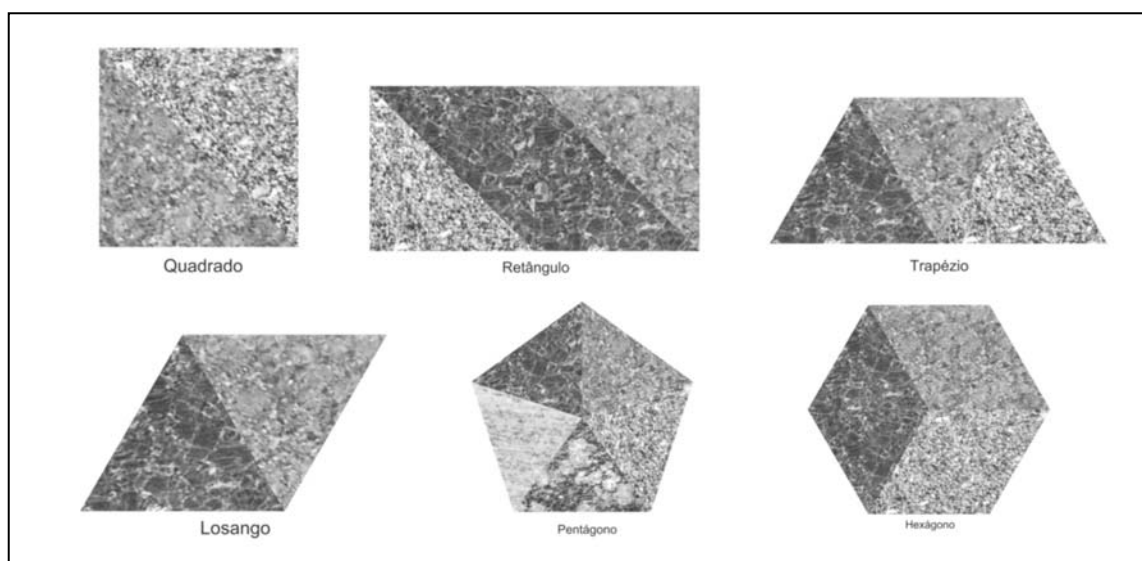 Quadrado
Retângulo
Trapézio
Losango
Pentágono
Hexágono